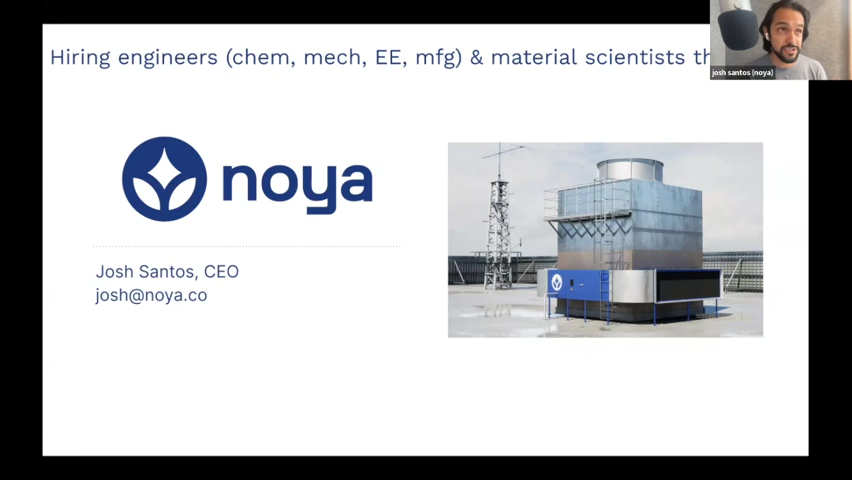 Hiring engineers (chem, mech, EE, mfg) & material scientists th
josh santos (noya)
noya
Josh Santos, CEO
josh@noya.co